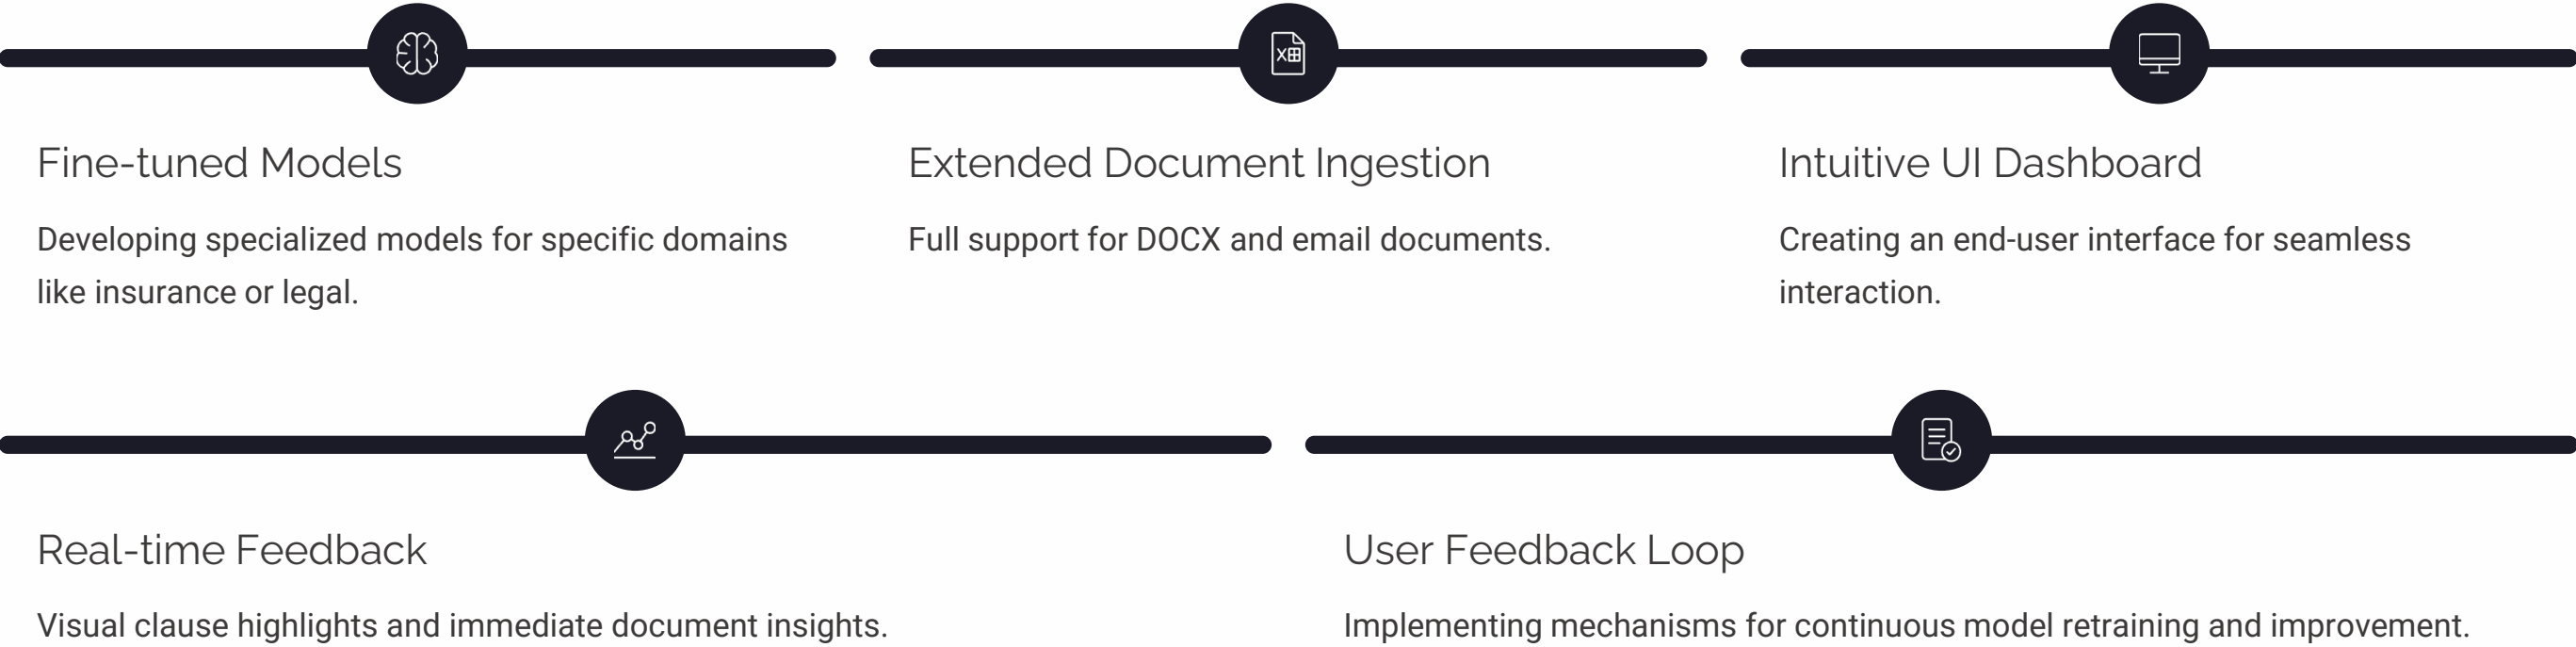 Fine-tuned Models
Developing specialized models for specific domains
like insurance or legal.
Extended Document Ingestion
Full support for DOCX and email documents.
Intuitive UI Dashboard
Creating an end-user interface for seamless
interaction.
Real-time Feedback
Visual clause highlights and immediate document insights.
User Feedback Loop
Implementing mechanisms for continuous model retraining and improvement.